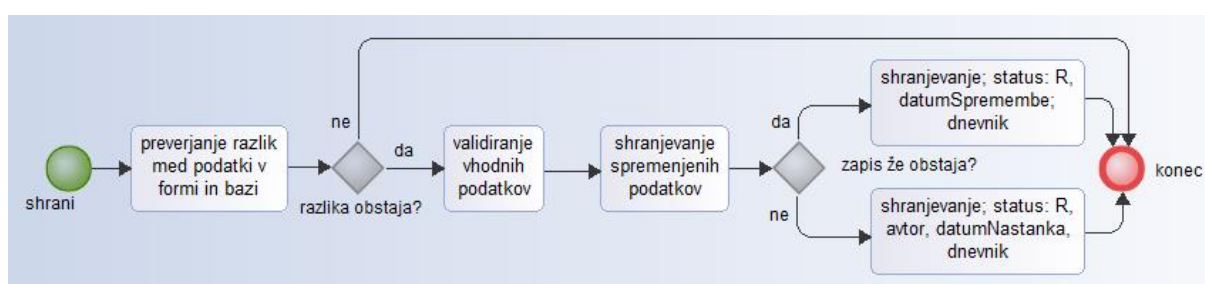 shrani
preverjanje razlik
med podatki v
formi in bazi
ne
da
razlika obstaja?
validiranje
vhodnih
podatkov
shranjevanje
spremenjenih
podatkov
da
zapis že obstaja?
ne
shranjevanje; status: R,
datumSpremembe;
dnevnik
shranjevanje; status: R,
avtor, datumNastanka,
dnevnik
konec